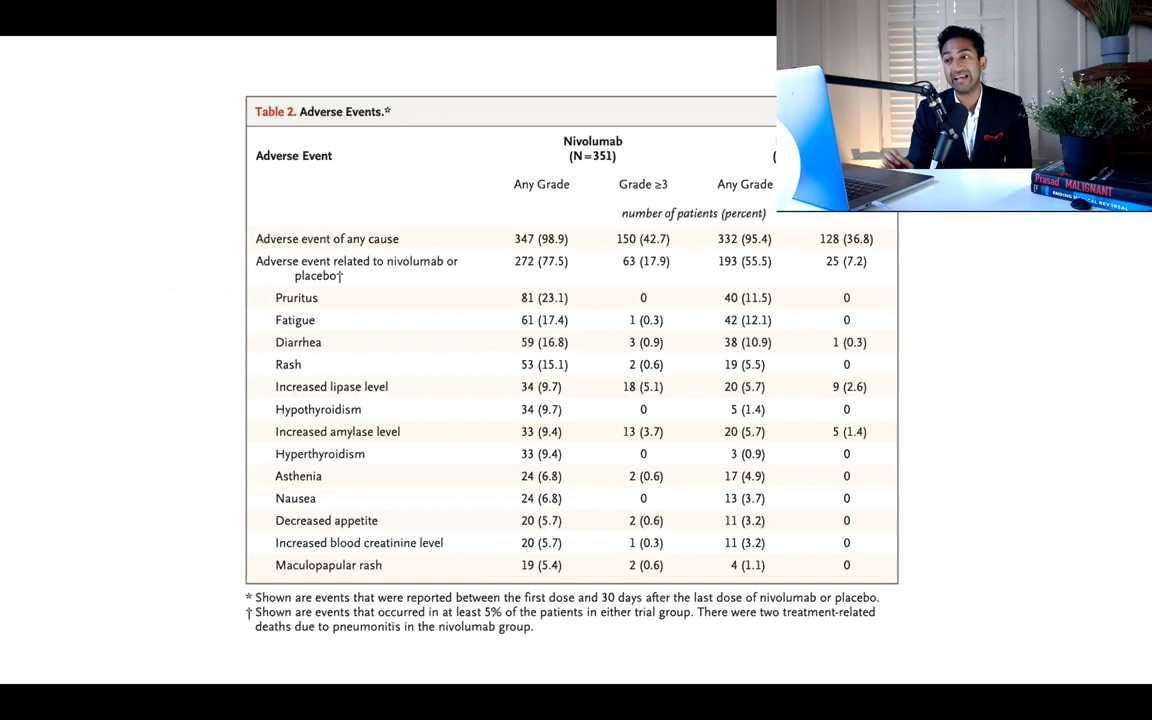 Table 2. Adverse Events.*
Adverse Event
Nivolumab
(N=351)
(
Any Grade
Grade ≥3
Any Grade
number of patients (percent)
Adverse event of any cause 347 (98.9) 150 (42.7) 332 (95.4) 128 (36.8)
Adverse event related to nivolumab or placebo† 272 (77.5) 63 (17.9) 193 (55.5) 25 (7.2)
Pruritus 81 (23.1) 0 40 (11.5) 0
Fatigue 61 (17.4) 1 (0.3) 42 (12.1) 0
Diarrhea 59 (16.8) 3 (0.9) 38 (10.9) 1 (0.3)
Rash 53 (15.1) 2 (0.6) 19 (5.5) 0
Increased lipase level 34 (9.7) 18 (5.1) 20 (5.7) 9 (2.6)
Hypothyroidism 34 (9.7) 0 5 (1.4) 0
Increased amylase level 33 (9.4) 13 (3.7) 20 (5.7) 5 (1.4)
Hyperthyroidism 33 (9.4) 0 3 (0.9) 0
Asthenia 24 (6.8) 2 (0.6) 17 (4.9) 0
Nausea 24 (6.8) 0 13 (3.7) 0
Decreased appetite 20 (5.7) 2 (0.6) 11 (3.2) 0
Increased blood creatinine level 20 (5.7) 1 (0.3) 11 (3.2) 0
Maculopapular rash 19 (5.4) 2 (0.6) 4 (1.1) 0
* Shown are events that were reported between the first dose and 30 days after the last dose of nivolumab or placebo.
† Shown are events that occurred in at least 5% of the patients in either trial group. There were two treatment-related
deaths due to pneumonitis in the nivolumab group.
Prasad MALIGNANT
ENDING MEDICAL REVERSAL